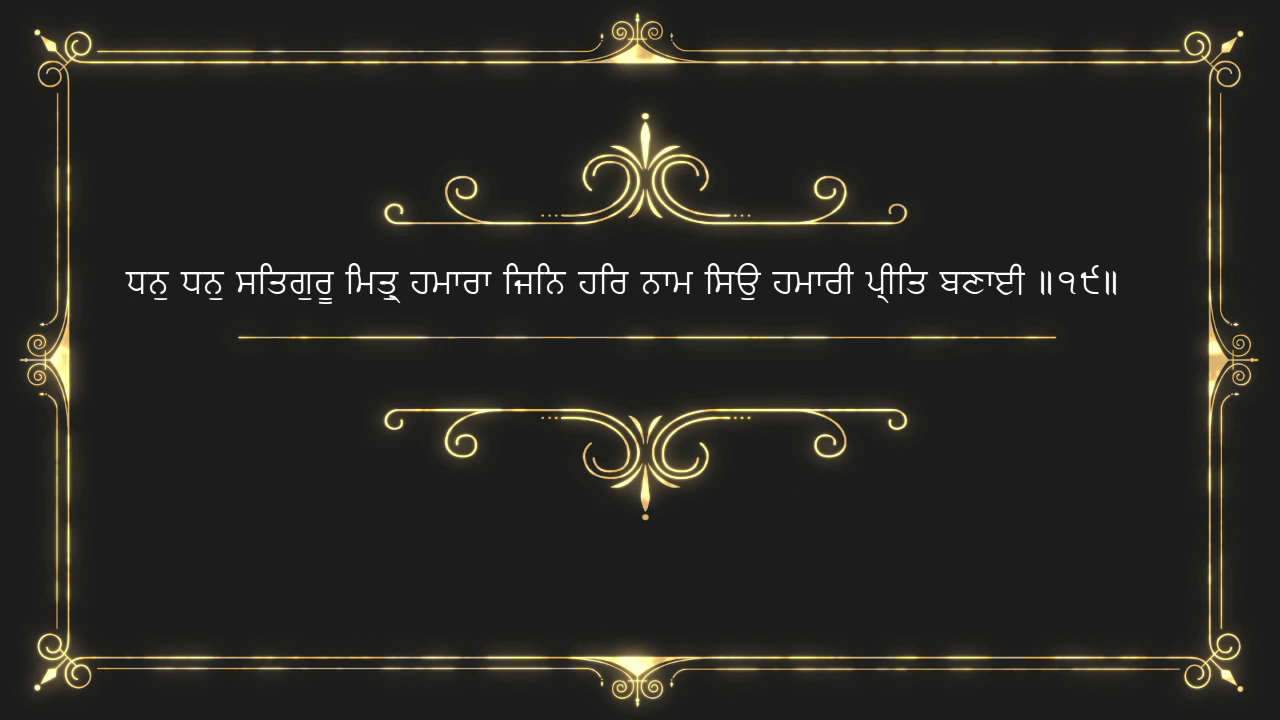 ਧਨੁ ਧਨੁ ਸਤਿਗੁਰੂ ਮਿਤ੍ਰੁ ਹਮਾਰਾ ਜਿਨਿ ਹਰਿ ਨਾਮ ਸਿਉ ਹਮਾਰੀ ਪ੍ਰੀਤਿ ਬਣਾਈ ॥੧੯॥